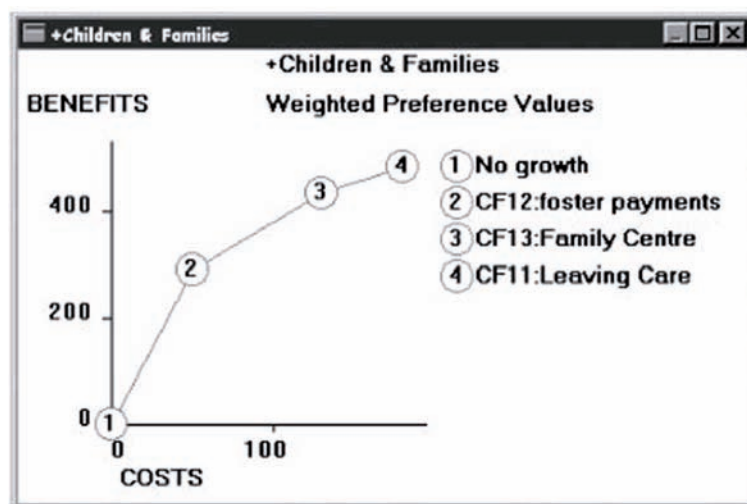 +Children & Families
+Children & Families
BENEFITS
Weighted Preference Values
400
200
0
0
100
COSTS
1
2
3
4
1 No growth
2 CF12:foster payments
3 CF13:Family Centre
4 CF11:Leaving Care